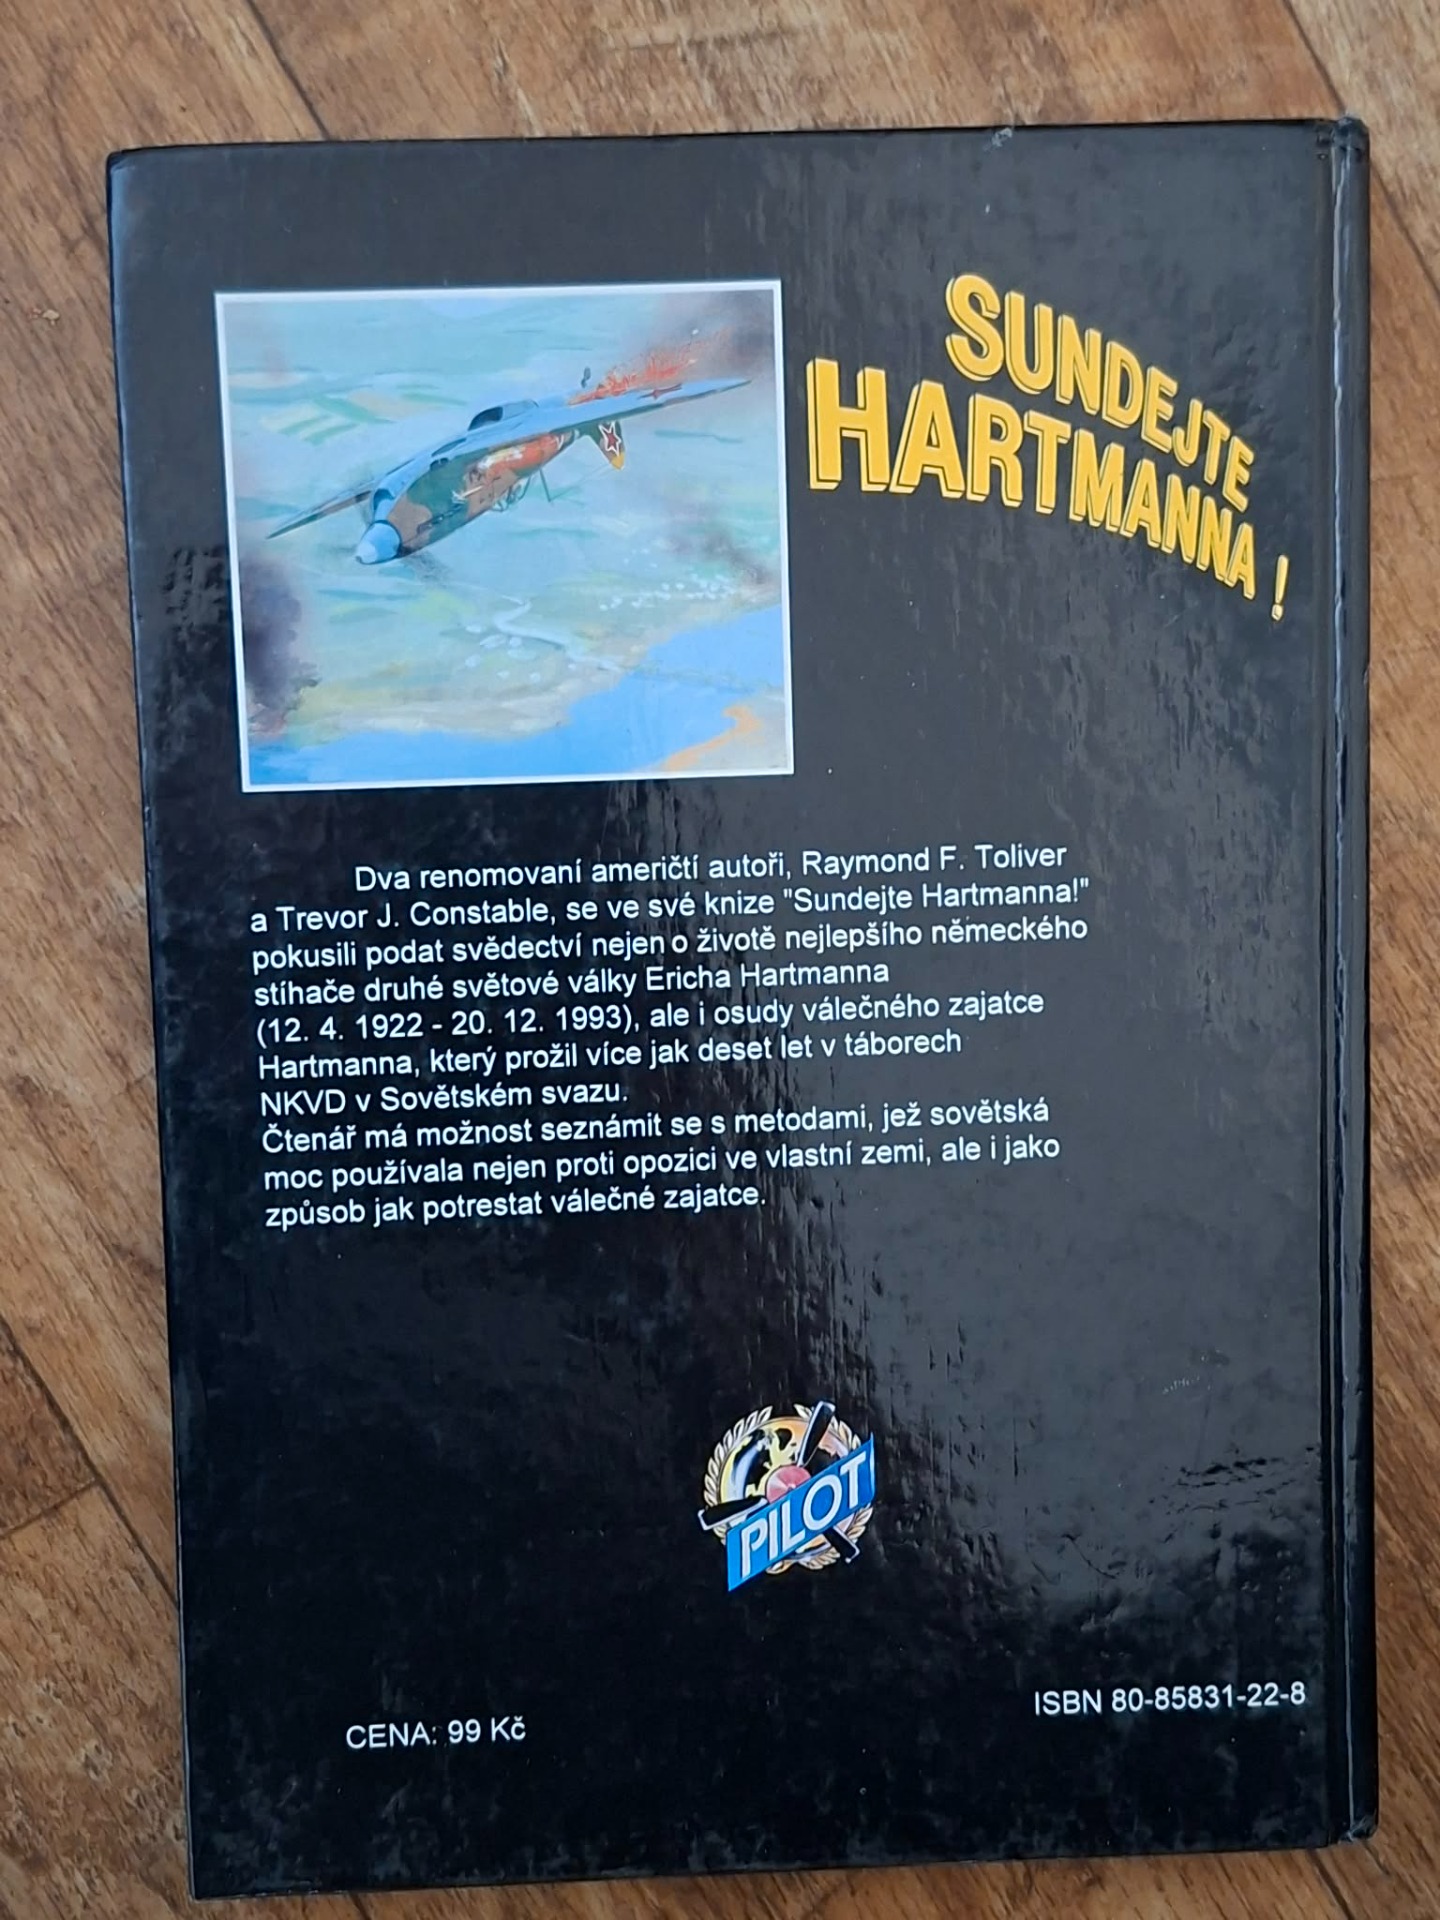 SUNDEJTE
HARTMANNA !
Dva renomovaní američtí autoři, Raymond F. Toliver
a Trevor J. Constable, se ve své knize "Sundejte Hartmanna!"
pokusili podat svědectví nejen o životě nejlepšího německého
stíhače druhé světové války Ericha Hartmanna
(12. 4. 1922 - 20. 12. 1993), ale i osudy válečného zajatce
Hartmanna, který prožil více jak deset let v táborech
NKVD v Sovětském svazu.
Čtenář má možnost seznámit se s metodami, jež sovětská
moc používala nejen proti opozici ve vlastní zemi, ale i jako
způsob jak potrestat válečné zajatce.
PILOT
ISBN 80-85831-22-8
CENA: 99 Kč